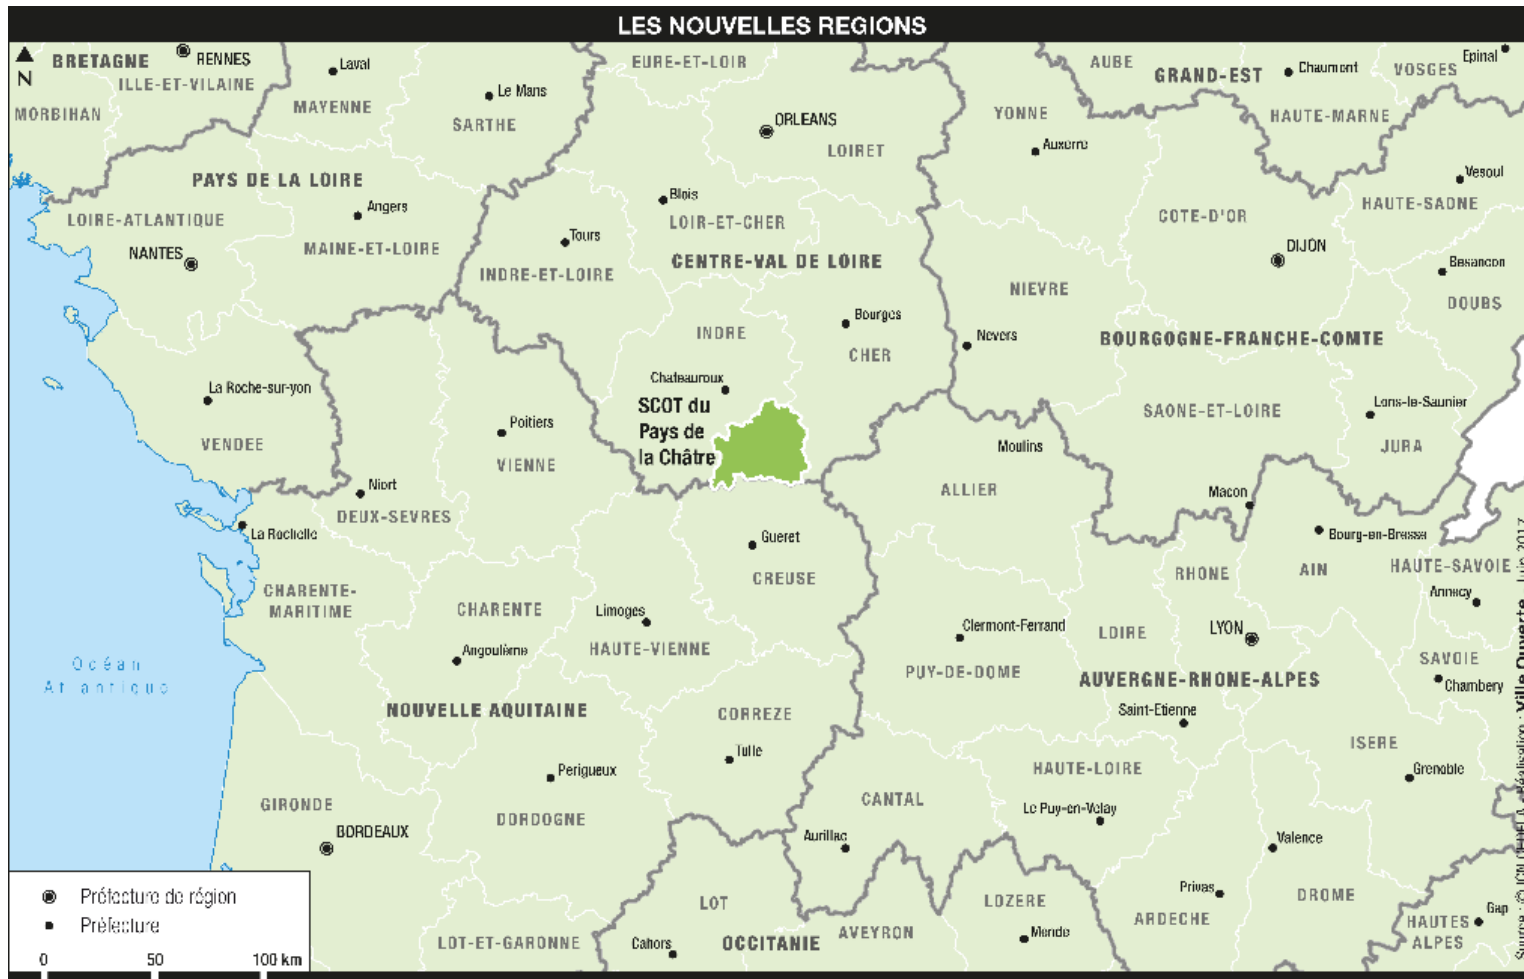 LES NOUVELLES REGIONS
N
BRETAGNE
RENNES
ILLE-ET-VILAINE
MORBIHAN
Laval
MAYENNE
Le Mans
SARTHE
EURE-ET-LOIR
ORLEANS
LOIRET
YONNE
Auxerre
AUBE
GRAND-EST
Chaumont
VOSGES
Epinal
HAUTE-MARNE
Vesoul
HAUTE-SAONE
PAYS DE LA LOIRE
LOIRE-ATLANTIQUE
Angers
NANTES
MAINE-ET-LOIRE
Blois
LOIR-ET-CHER
Tours
INDRE-ET-LOIRE
CENTRE-VAL DE LOIRE
COTE-D'OR
DIJON
Besancon
DOUBS
NIEVRE
Nevers
BOURGOGNE-FRANCHE-COMTE
INDRE
Bourges
CHER
Chateauroux
SCOT du
Pays de
la Châtre
La Roche-sur-yon
VENDEE
Poitiers
VIENNE
Niort
DEUX-SEVRES
La Rochelle
CHARENTE-
MARITIME
SAONE-ET-LOIRE
Lons-le-Saunier
JURA
Moulins
ALLIER
Macon
Bourg-en-Bresse
AIN
HAUTE-SAVOIE
Annecy
RHONE
Gueret
CREUSE
CHARENTE
Limoges
HAUTE-VIENNE
Angoulème
Clermont-Ferrand
PUY-DE-DOME
LOIRE
LYON
SAVOIE
Chambery
AUVERGNE-RHONE-ALPES
Saint-Etienne
ISERE
Grenoble
Océan
Atlantique
NOUVELLE AQUITAINE
CORREZE
Tulle
Perigueux
DORDOGNE
GIRONDE
BORDEAUX
CANTAL
Aurillac
HAUTE-LOIRE
Le Puy-en-Velay
Valence
Privas
ARDECHE
DROME
HAUTES
ALPES
Gap
LOT
Cahors
OCCITANIE
AVEYRON
LOZERE
Mende
LOT-ET-GARONNE
Préfecture de région
Préfecture
0 50 100 km
Source : © IGN Réalisation : Ville Ouverte Juin 2017